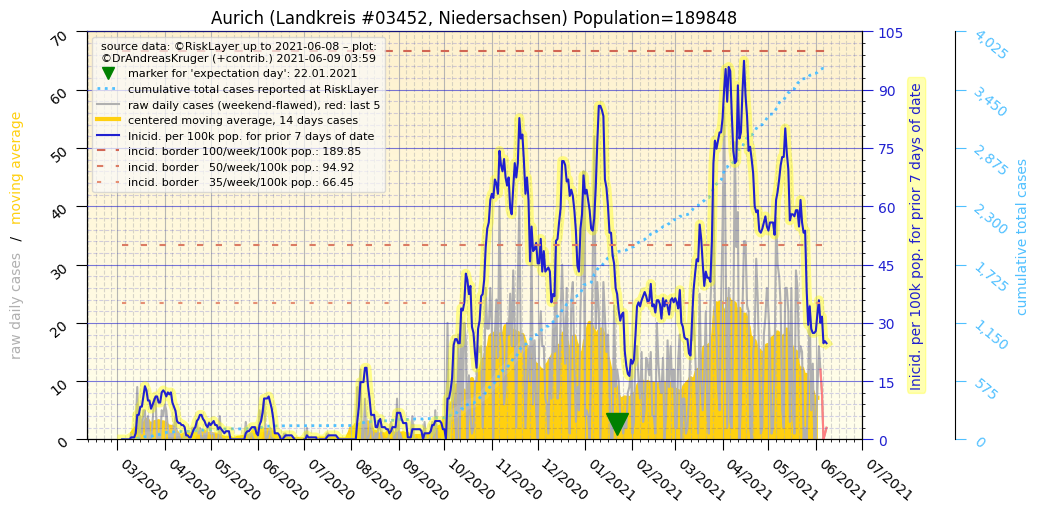 Aurich (Landkreis #03452, Niedersachsen) Population=189848
source data: ©RiskLayer up to 2021-06-08 – plot:
©DrAndreasKruger (+contrib.) 2021-06-09 03:59
marker for 'expectation day': 22.01.2021
cumulative total cases reported at RiskLayer
raw daily cases (weekend-flawed), red: last 5
centered moving average, 14 days cases
Inicid. per 100k pop. for prior 7 days of date
incid. border 100/week/100k pop.: 189.85
incid. border 50/week/100k pop.: 94.92
incid. border 35/week/100k pop.: 66.45
raw daily cases / moving average
70
60
50
40
30
20
10
0
105
90
75
60
45
30
15
0
Inicid. per 100k pop. for prior 7 days of date
4,025
3,450
2,875
2,300
1,725
1,150
575
0
cumulative total cases
03/2020
04/2020
05/2020
06/2020
07/2020
08/2020
09/2020
10/2020
11/2020
12/2020
01/2021
02/2021
03/2021
04/2021
05/2021
06/2021
07/2021